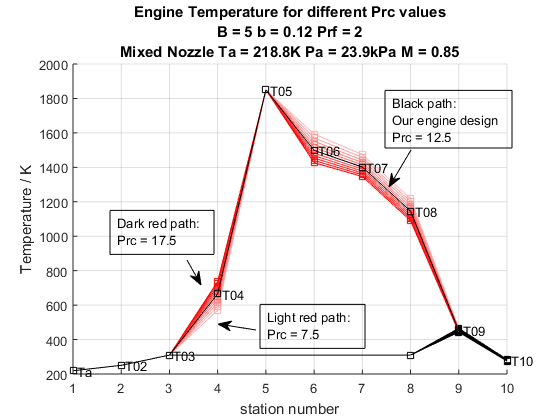 Engine Temperature for different Prc values
B = 5 b = 0.12 Prf = 2
Mixed Nozzle Ta = 218.8K Pa = 23.9kPa M = 0.85
2000
1800
1600
1400
1200
1000
800
600
400
200
Temperature / K
Black path:
Our engine design
Prc = 12.5
Dark red path:
Prc = 17.5
Light red path:
Prc = 7.5
Ta
T02
T03
T04
T05
T06
T07
T08
T09
T10
1
2
3
4
5
6
7
8
9
10
station number